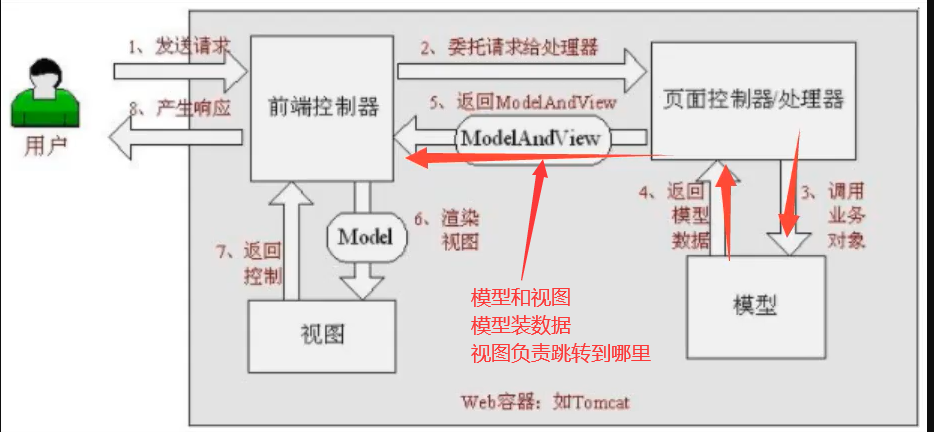 1、发送请求
2、委托请求给处理器
前端控制器
页面控制器/处理器
5、返回ModelAndView
8、产生响应
ModelAndView
用户
4、返回
模型
数据
3、调用
业务
对象
Model
6、渲染
视图
7、返回
控制
模型和视图
模型装数据
视图负责跳转到哪里
模型
视图
Web容器：如Tomcat